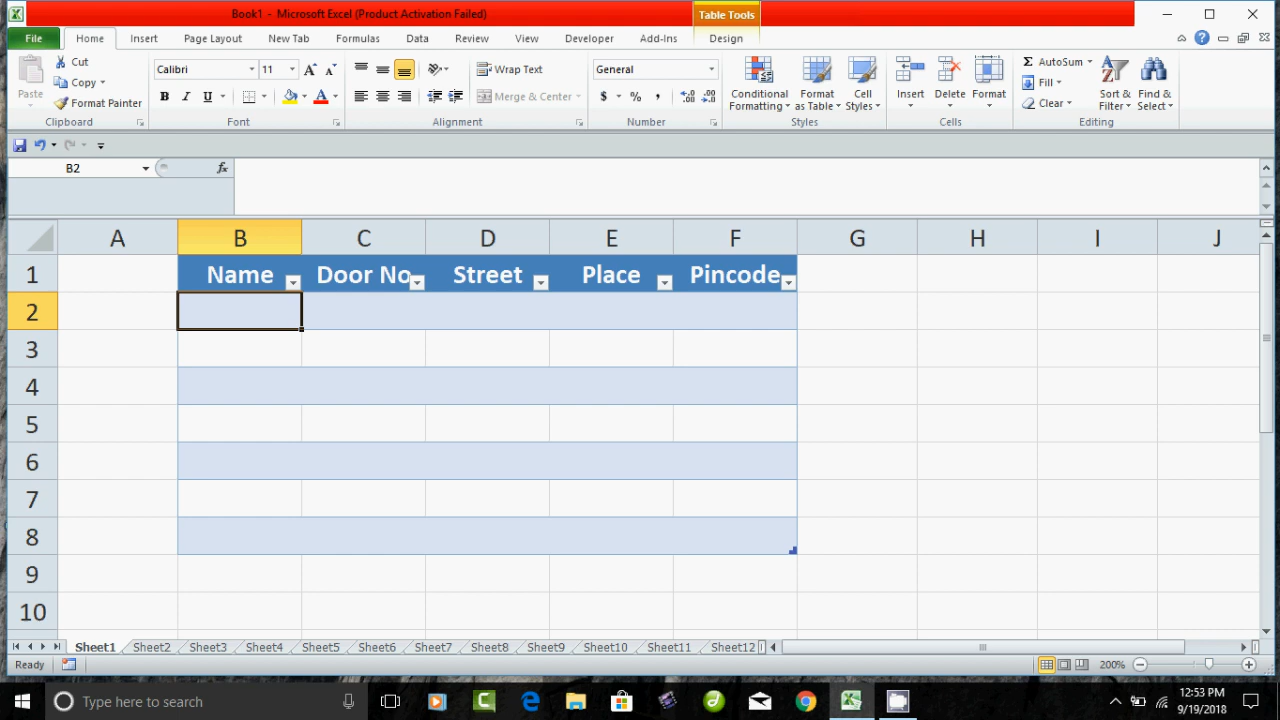 Book1 - Microsoft Excel (Product Activation Failed)
Table Tools
File Home Insert Page Layout New Tab Formulas Data Review View Developer Add-Ins Design
Paste
Cut
Copy
Format Painter
Clipboard
Calibri 11
B I U A
Font
Wrap Text
Merge & Center
Alignment
General
$ % ,
Number
Conditional Formatting
Format as Table
Cell Styles
Styles
Insert
Delete
Format
Cells
Σ AutoSum
Fill
Clear
Sort & Filter
Find & Select
Editing
B2 fx
A B C D E F G H I J
1 Name Door No Street Place Pincode
2
3
4
5
6
7
8
9
10
Sheet1 Sheet2 Sheet3 Sheet4 Sheet5 Sheet6 Sheet7 Sheet8 Sheet9 Sheet10 Sheet11 Sheet12
Ready 200%
Type here to search
12:53 PM
9/19/2018